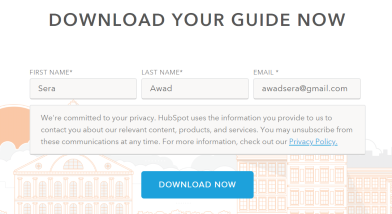 DOWNLOAD YOUR GUIDE NOW
FIRST NAME* LAST NAME* EMAIL *
Sera Awad awadsera@gmail.com
We're committed to your privacy. HubSpot uses the information you provide to us to
contact you about our relevant content, products, and services. You may unsubscribe from
these communications at any time. For more information, check out our Privacy Policy.
DOWNLOAD NOW